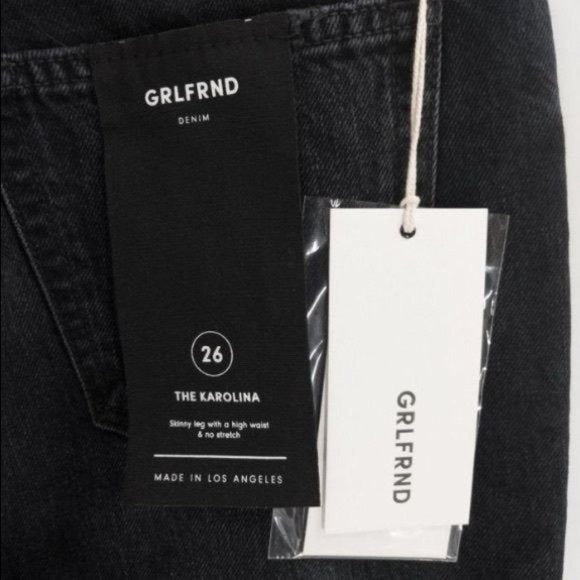 GRLFRND
DENIM
26
THE KAROLINA
Skinny leg with a high waist
& no stretch
MADE IN LOS ANGELES
GRLFRND